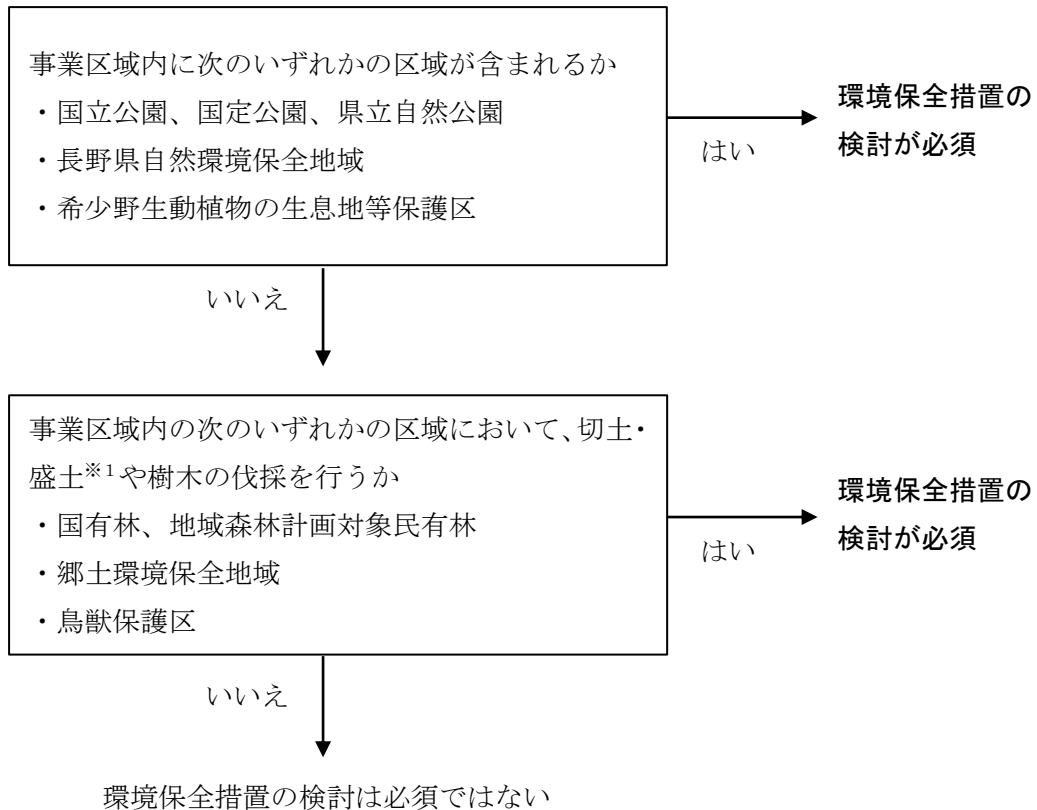 事業区域内に次のいずれかの区域が含まれるか
・国立公園、国定公園、県立自然公園
・長野県自然環境保全地域
・希少野生動植物の生息地等保護区
はい
環境保全措置の
検討が必須
いいえ
事業区域内の次のいずれかの区域において、切土・
盛土※1や樹木の伐採を行うか
・国有林、地域森林計画対象民有林
・郷土環境保全地域
・鳥獣保護区
はい
環境保全措置の
検討が必須
いいえ
環境保全措置の検討は必須ではない